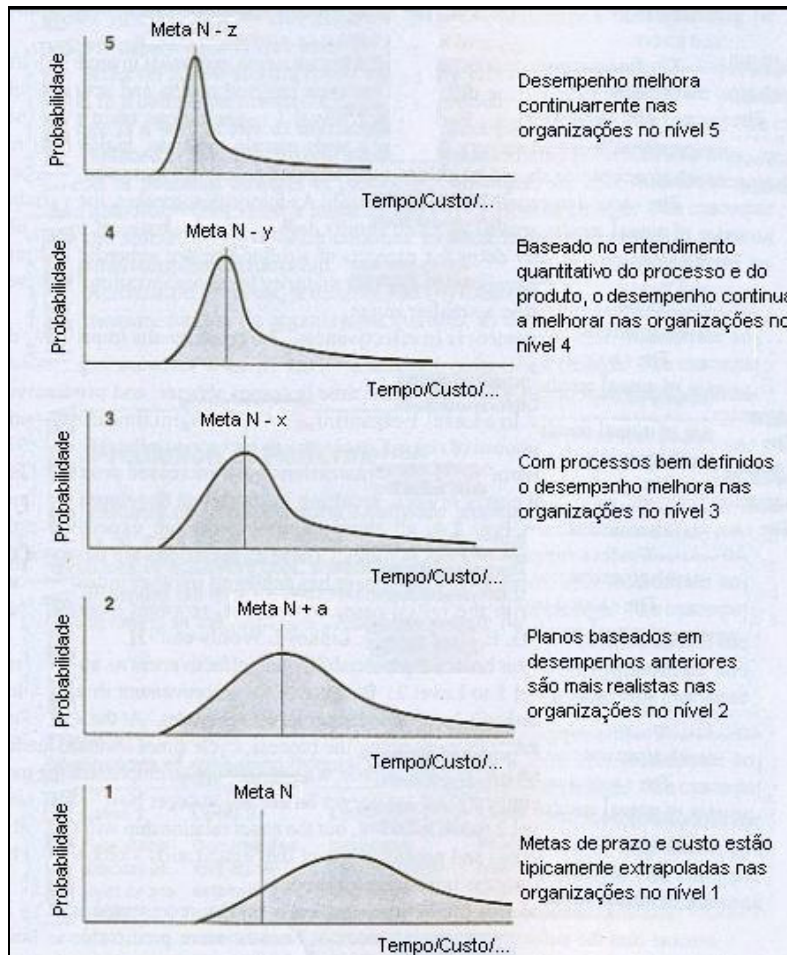 5
Meta N - z
Probabilidade
Tempo/Custo/...
Desempenho melhora
continuarrente nas
organizações no nível 5
4
Meta N - y
Probabilidade
Tempo/Custo/...
Baseado no entendimento
quantitativo do processo e do
produto, o desempenho continua
a melhorar nas organizações no
nível 4
3
Meta N - x
Probabilidade
Tempo/Custo/...
Com processos bem definidos
o desempenho melhora nas
organizações no nível 3
2
Meta N + a
Probabilidade
Tempo/Custo/...
Planos baseados em
desempenhos anteriores
são mais realistas nas
organizações no nível 2
1
Meta N
Probabilidade
Tempo/Custo/...
Metas de prazo e custo estão
tipicamente extrapoladas nas
organizações no nível 1